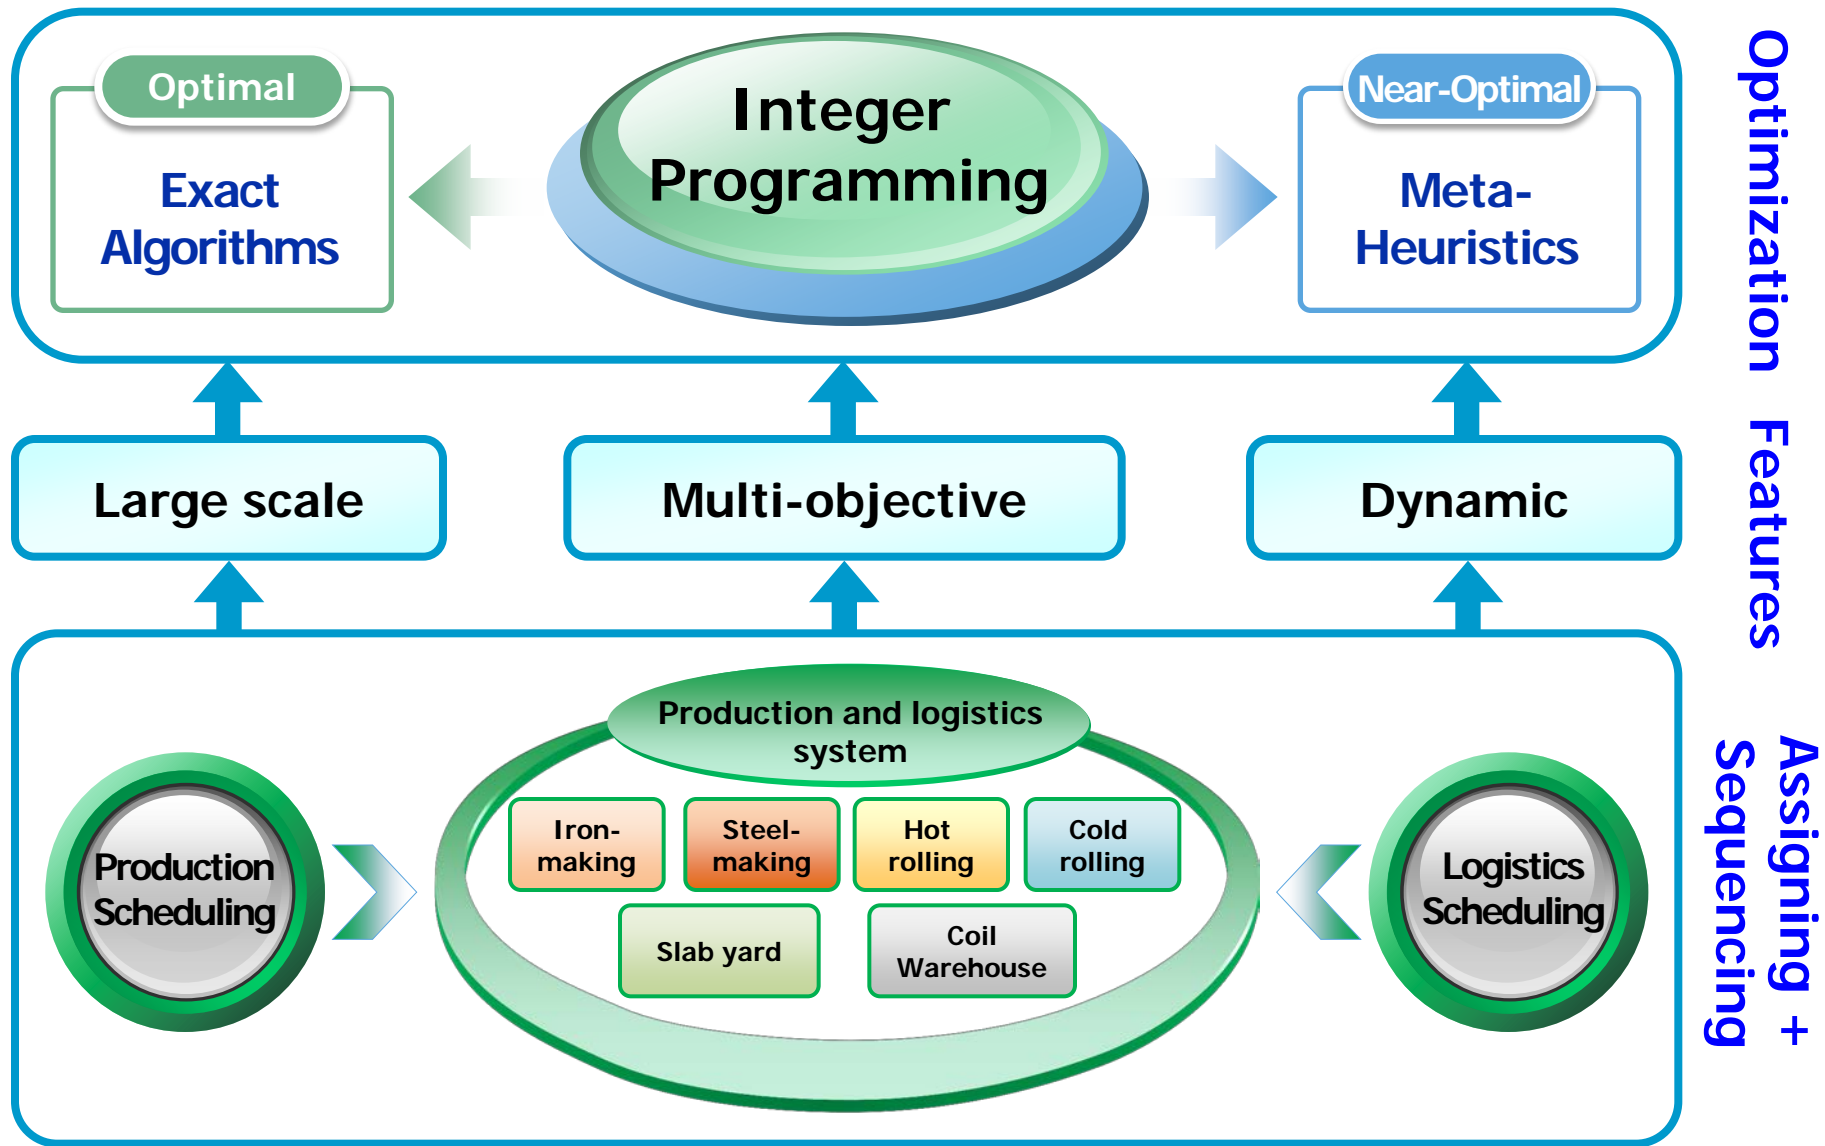 Optimal
Exact
Algorithms
Integer
Programming
Near-Optimal
Meta-
Heuristics
Optimization
Large scale
Multi-objective
Dynamic
Features
Production and logistics
system
Iron-
making
Steel-
making
Hot
rolling
Cold
rolling
Slab yard
Coil
Warehouse
Production
Scheduling
Logistics
Scheduling
Assigning +
Sequencing